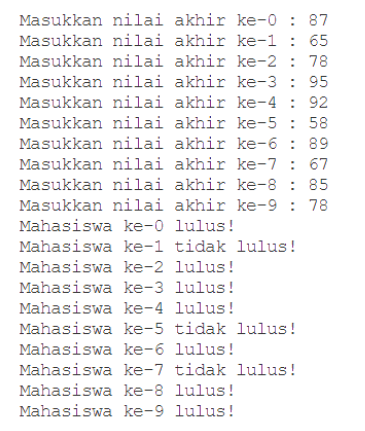 Masukkan nilai akhir ke-0 : 87
Masukkan nilai akhir ke-1 : 65
Masukkan nilai akhir ke-2 : 78
Masukkan nilai akhir ke-3 : 95
Masukkan nilai akhir ke-4 : 92
Masukkan nilai akhir ke-5 : 58
Masukkan nilai akhir ke-6 : 89
Masukkan nilai akhir ke-7 : 67
Masukkan nilai akhir ke-8 : 85
Masukkan nilai akhir ke-9 : 78
Mahasiswa ke-0 lulus!
Mahasiswa ke-1 tidak lulus!
Mahasiswa ke-2 lulus!
Mahasiswa ke-3 lulus!
Mahasiswa ke-4 lulus!
Mahasiswa ke-5 tidak lulus!
Mahasiswa ke-6 lulus!
Mahasiswa ke-7 tidak lulus!
Mahasiswa ke-8 lulus!
Mahasiswa ke-9 lulus!